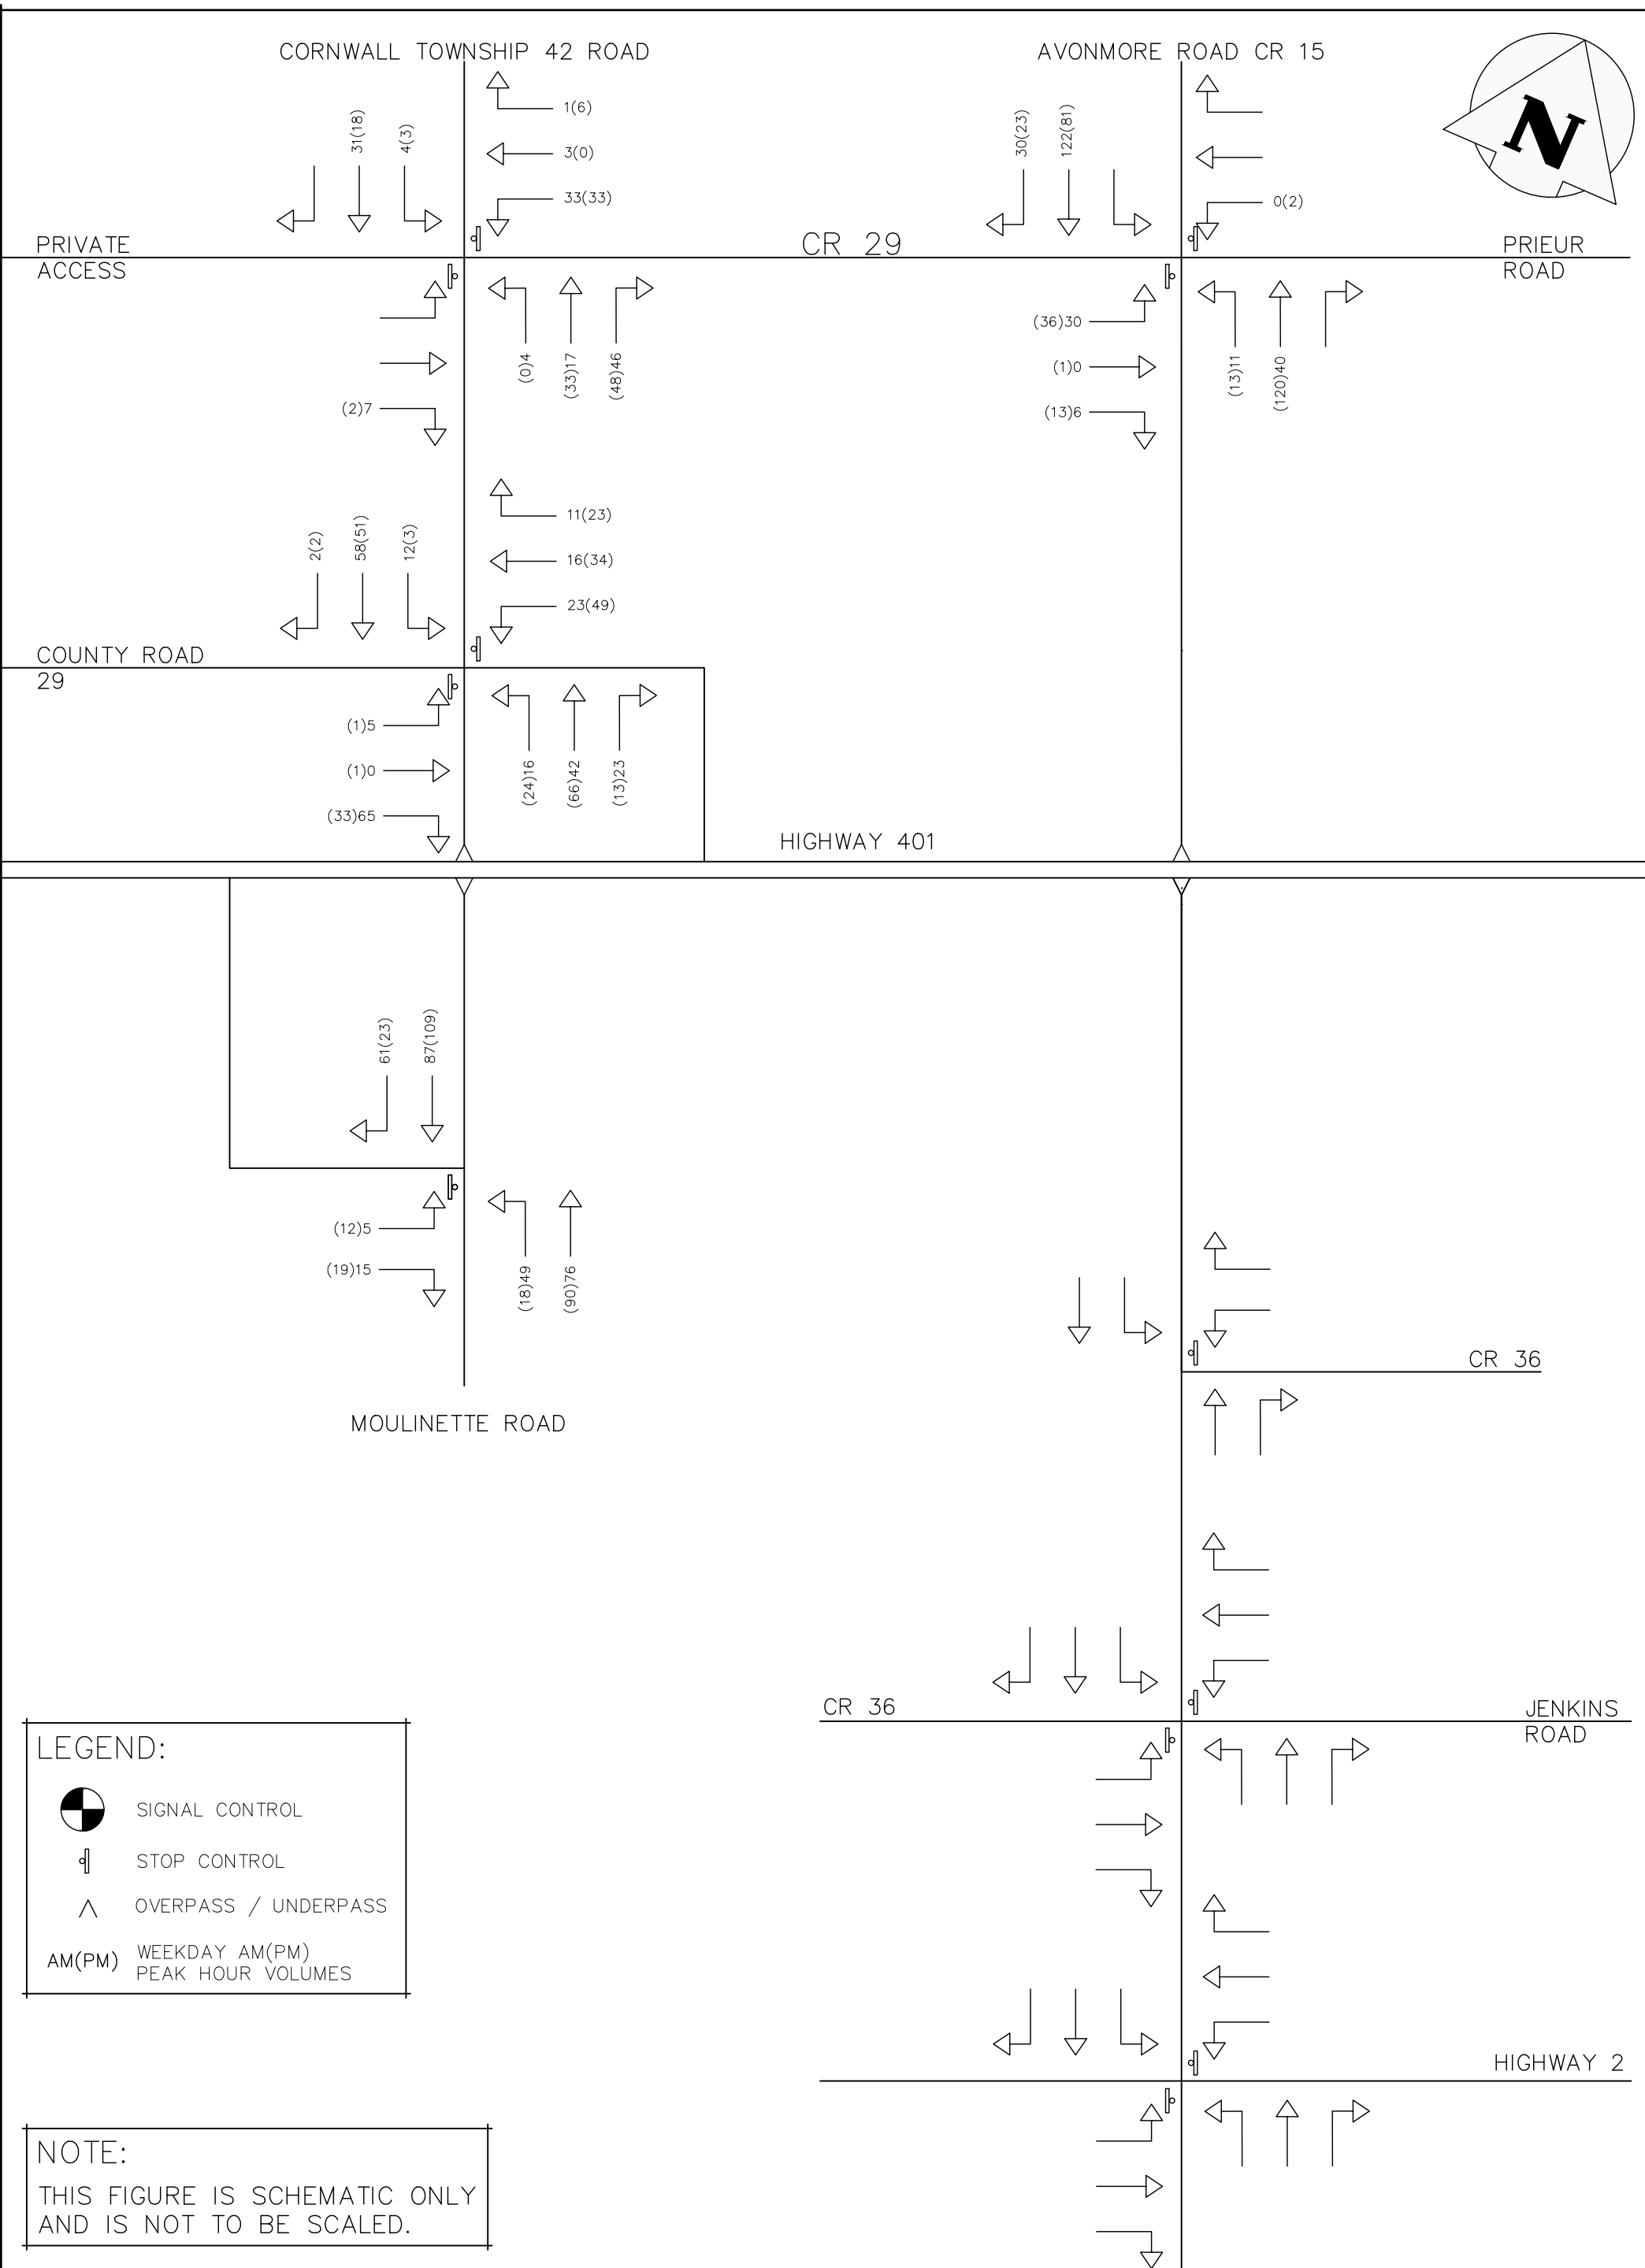 CORNWALL TOWNSHIP 42 ROAD
AVONMORE ROAD CR 15
N
31(18)
4(3)
1(6)
3(0)
33(33)
30(23)
122(81)
0(2)
PRIVATE
ACCESS
CR 29
PRIEUR
ROAD
(2)7
(0)4
(33)17
(48)46
(36)30
(1)0
(13)6
(13)11
(120)40
2(2)
58(51)
12(3)
11(23)
16(34)
23(49)
COUNTY ROAD
29
(1)5
(1)0
(33)65
(24)16
(66)42
(13)23
HIGHWAY 401
61(23)
87(109)
(12)5
(19)15
(18)49
(90)76
MOULINETTE ROAD
CR 36
CR 36
JENKINS
ROAD
HIGHWAY 2
LEGEND:
SIGNAL CONTROL
STOP CONTROL
OVERPASS / UNDERPASS
AM(PM)
WEEKDAY AM(PM)
PEAK HOUR VOLUMES
NOTE:
THIS FIGURE IS SCHEMATIC ONLY
AND IS NOT TO BE SCALED.